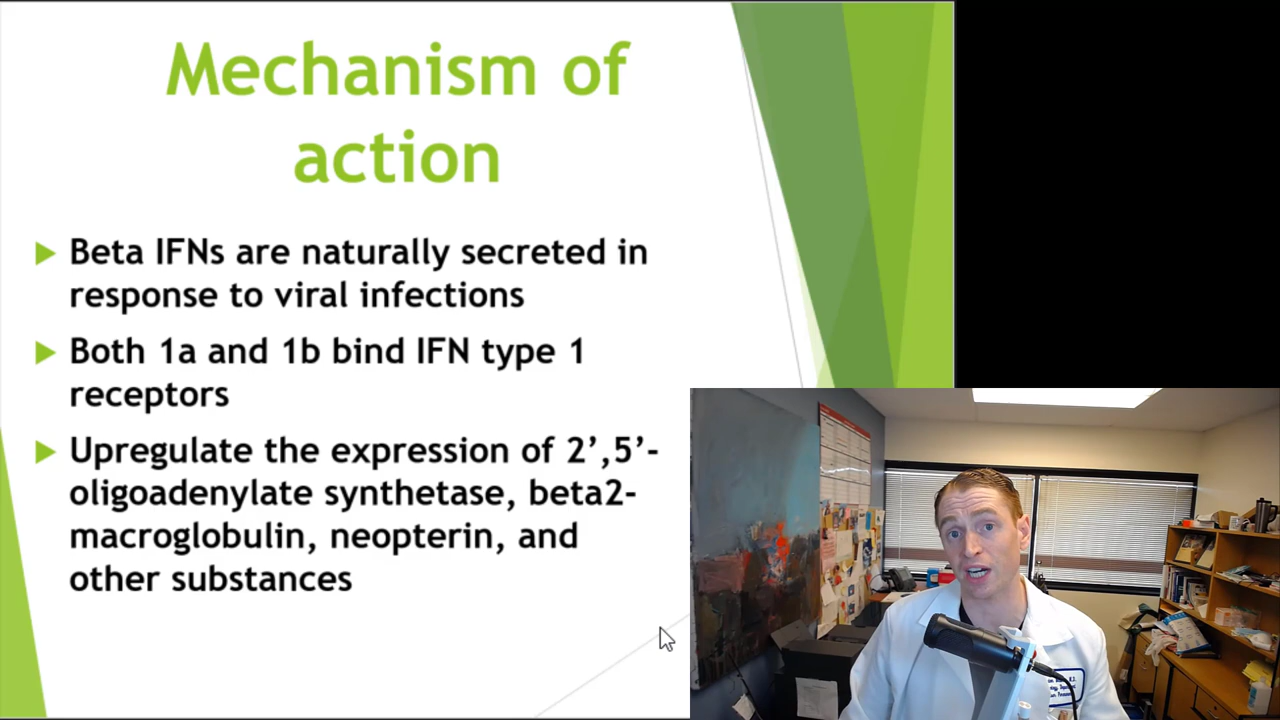 Mechanism of
action
Beta IFNs are naturally secreted in
response to viral infections
Both 1a and 1b bind IFN type 1
receptors
Upregulate the expression of 2’,5’-
oligoadenylate synthetase, beta2-
macroglobulin, neopterin, and
other substances